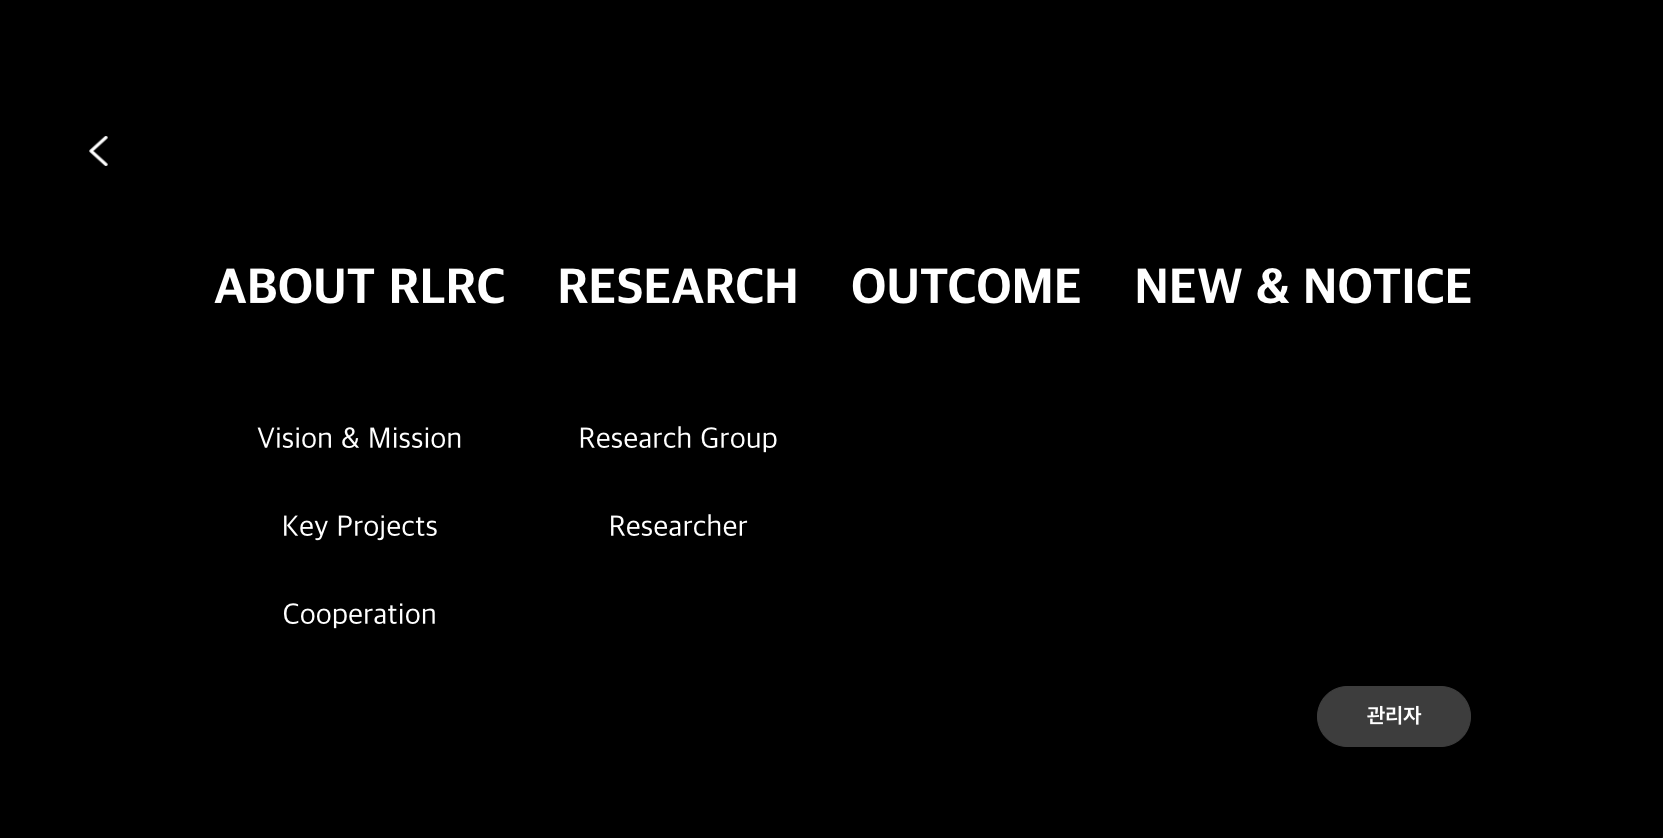 ABOUT RLRC RESEARCH OUTCOME NEW & NOTICE
Vision & Mission Research Group
Key Projects Researcher
Cooperation
관리자